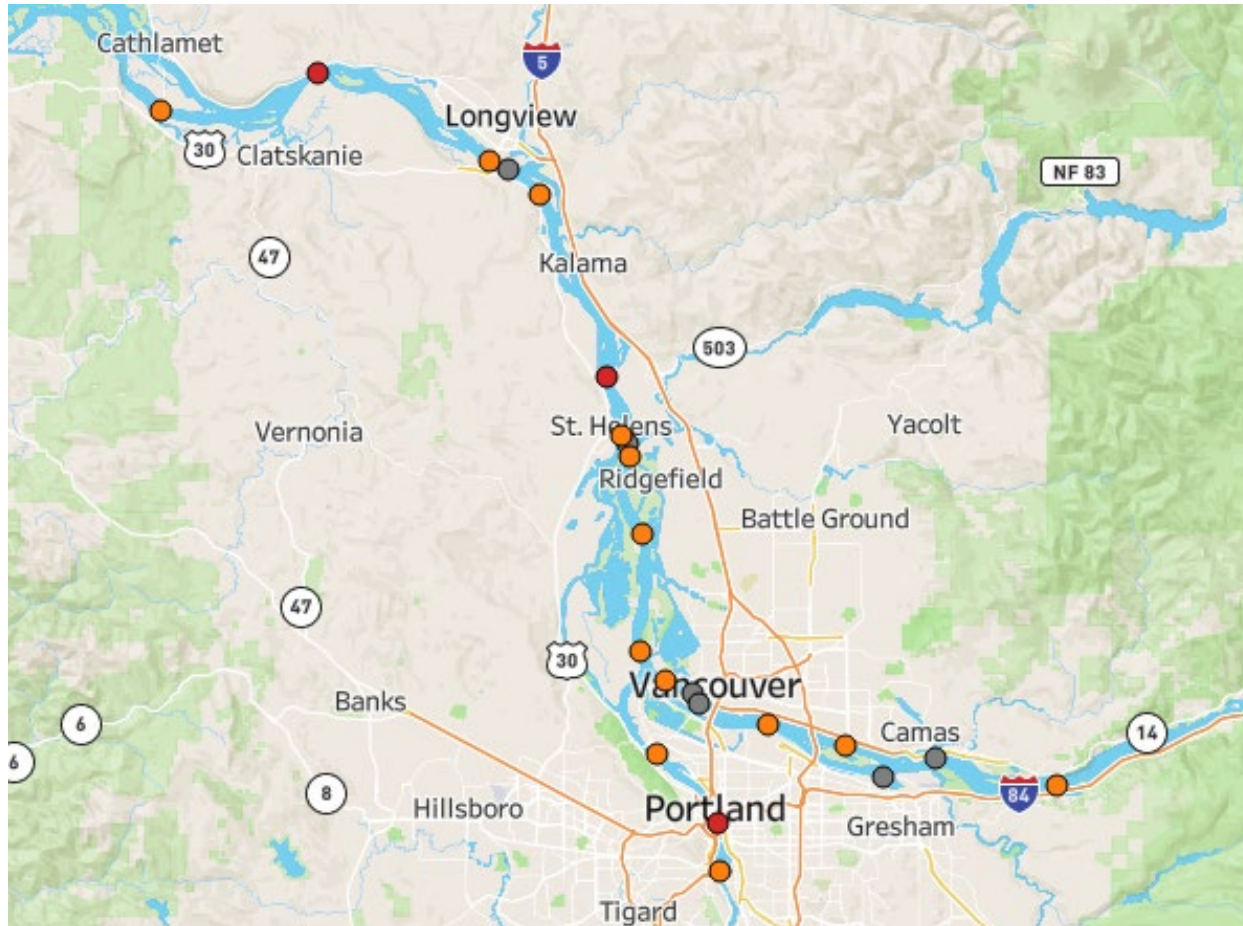 Cathlamet
5
Longview
30
Clatskanie
NF 83
47
Kalama
503
St. Helens
Yacolt
Vernonia
Ridgefield
Battle Ground
47
30
Vancouver
Banks
6
Camas
14
6
8
84
Hillsboro
Portland
Gresham
Tigard